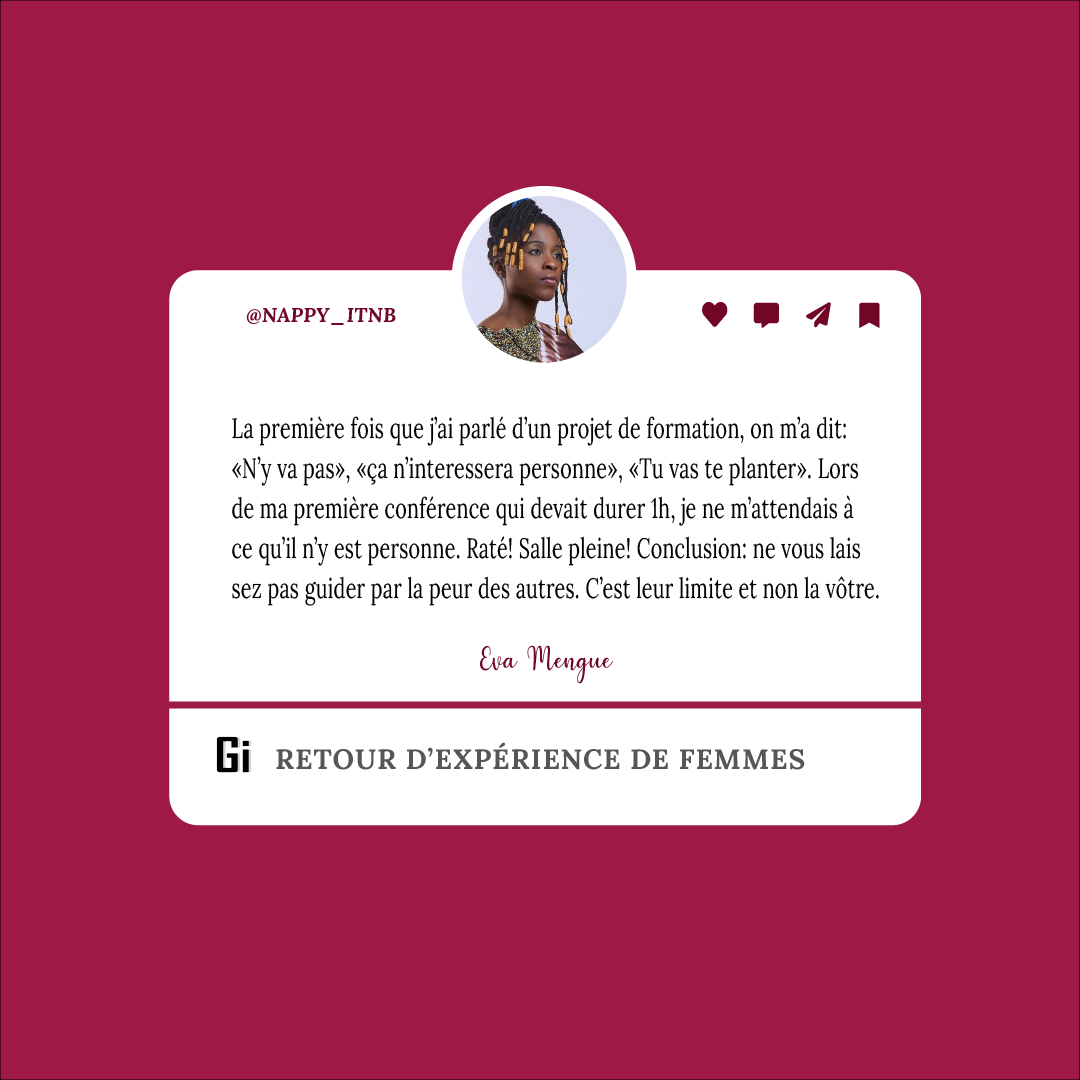 @NAPPY_ITNB
La première fois que j’ai parlé d’un projet de formation, on m’a dit:
«N’y va pas», «ça n’interessera personne», «Tu vas te planter». Lors
de ma première conférence qui devait durer 1h, je ne m’attendais à
ce qu’il n’y est personne. Raté! Salle pleine! Conclusion: ne vous lais
sez pas guider par la peur des autres. C’est leur limite et non la vôtre.
Eva Mengue
Gi RETOUR D’EXPÉRIENCE DE FEMMES